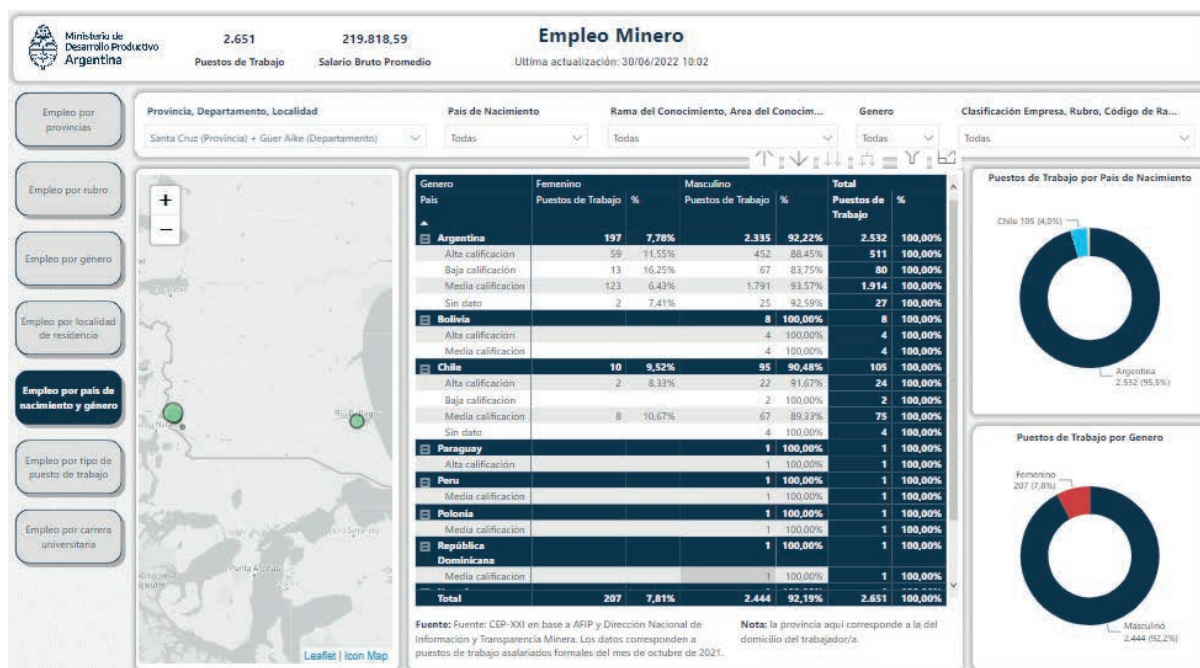 Ministerio de
Desarrollo Productivo
Argentina
2.651
Puestos de Trabajo
219.818,59
Salario Bruto Promedio
Empleo Minero
Ultima actualización: 30/06/2022 10:02
Empleo por
provincias
Empleo por rubro
Empleo por género
Empleo por localidad
de residencia
Empleo por país de
nacimiento y género
Empleo por tipo de
puesto de trabajo
Empleo por carrera
universitaria
Provincia, Departamento, Localidad
Santa Cruz (Provincia) + Güer Aike (Departamento)
País de Nacimiento
Todas
Rama del Conocimiento, Area del Conocim...
Todas
Genero
Todas
Clasificación Empresa, Rubro, Código de Ra...
Todas
+
−
Punta Arenas
Leaflet | Icon Map
Genero Femenino Masculino Total
País Puestos de Trabajo % Puestos de Trabajo % Puestos de %
Trabajo
Argentina 197 7,78% 2.335 92,22% 2.532 100,00%
Alta calificación 59 11,55% 452 88,45% 511 100,00%
Baja calificación 13 16,25% 67 83,75% 80 100,00%
Media calificación 123 6,43% 1.791 93,57% 1.914 100,00%
Sin dato 2 7,41% 25 92,59% 27 100,00%
Bolivia 8 100,00% 8 100,00%
Alta calificación 4 100,00% 4 100,00%
Media calificación 4 100,00% 4 100,00%
Chile 10 9,52% 95 90,48% 105 100,00%
Alta calificación 2 8,33% 22 91,67% 24 100,00%
Baja calificación 2 100,00% 2 100,00%
Media calificación 8 10,67% 67 89,33% 75 100,00%
Sin dato 4 100,00% 4 100,00%
Paraguay 1 100,00% 1 100,00%
Alta calificación 1 100,00% 1 100,00%
Peru 1 100,00% 1 100,00%
Media calificación 1 100,00% 1 100,00%
Polonia 1 100,00% 1 100,00%
Media calificación 1 100,00% 1 100,00%
República 1 100,00% 1 100,00%
Dominicana
Media calificación 1 100,00% 1 100,00%
Total 207 7,81% 2.444 92,19% 2.651 100,00%
Fuente: Fuente: CEP-XXI en base a AFIP y Dirección Nacional de
Información y Transparencia Minera. Los datos corresponden a
puestos de trabajo asalariados formales del mes de octubre de 2021.
Nota: la provincia aquí corresponde a la del
domicilio del trabajador/a.
Puestos de Trabajo por País de Nacimiento
Chile 105 (4,0%)
Argentina
2.532 (95,5%)
Puestos de Trabajo por Genero
Femenino
207 (7,8%)
Masculino
2.444 (92,2%)